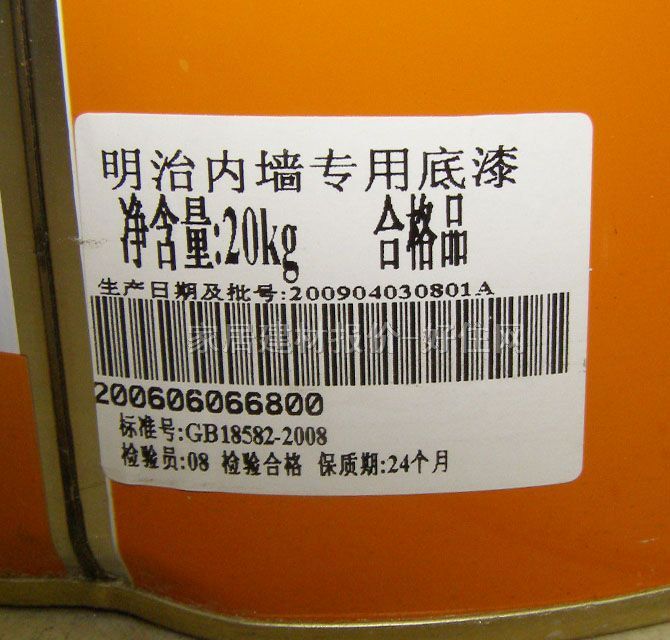 明治内墙专用底漆
净含量:20kg 合格品
生产日期及批号:200904030801A
家居建材报价-好住网
200606066800
标准号:GB18582-2008
检验员:08 检验合格 保质期:24个月